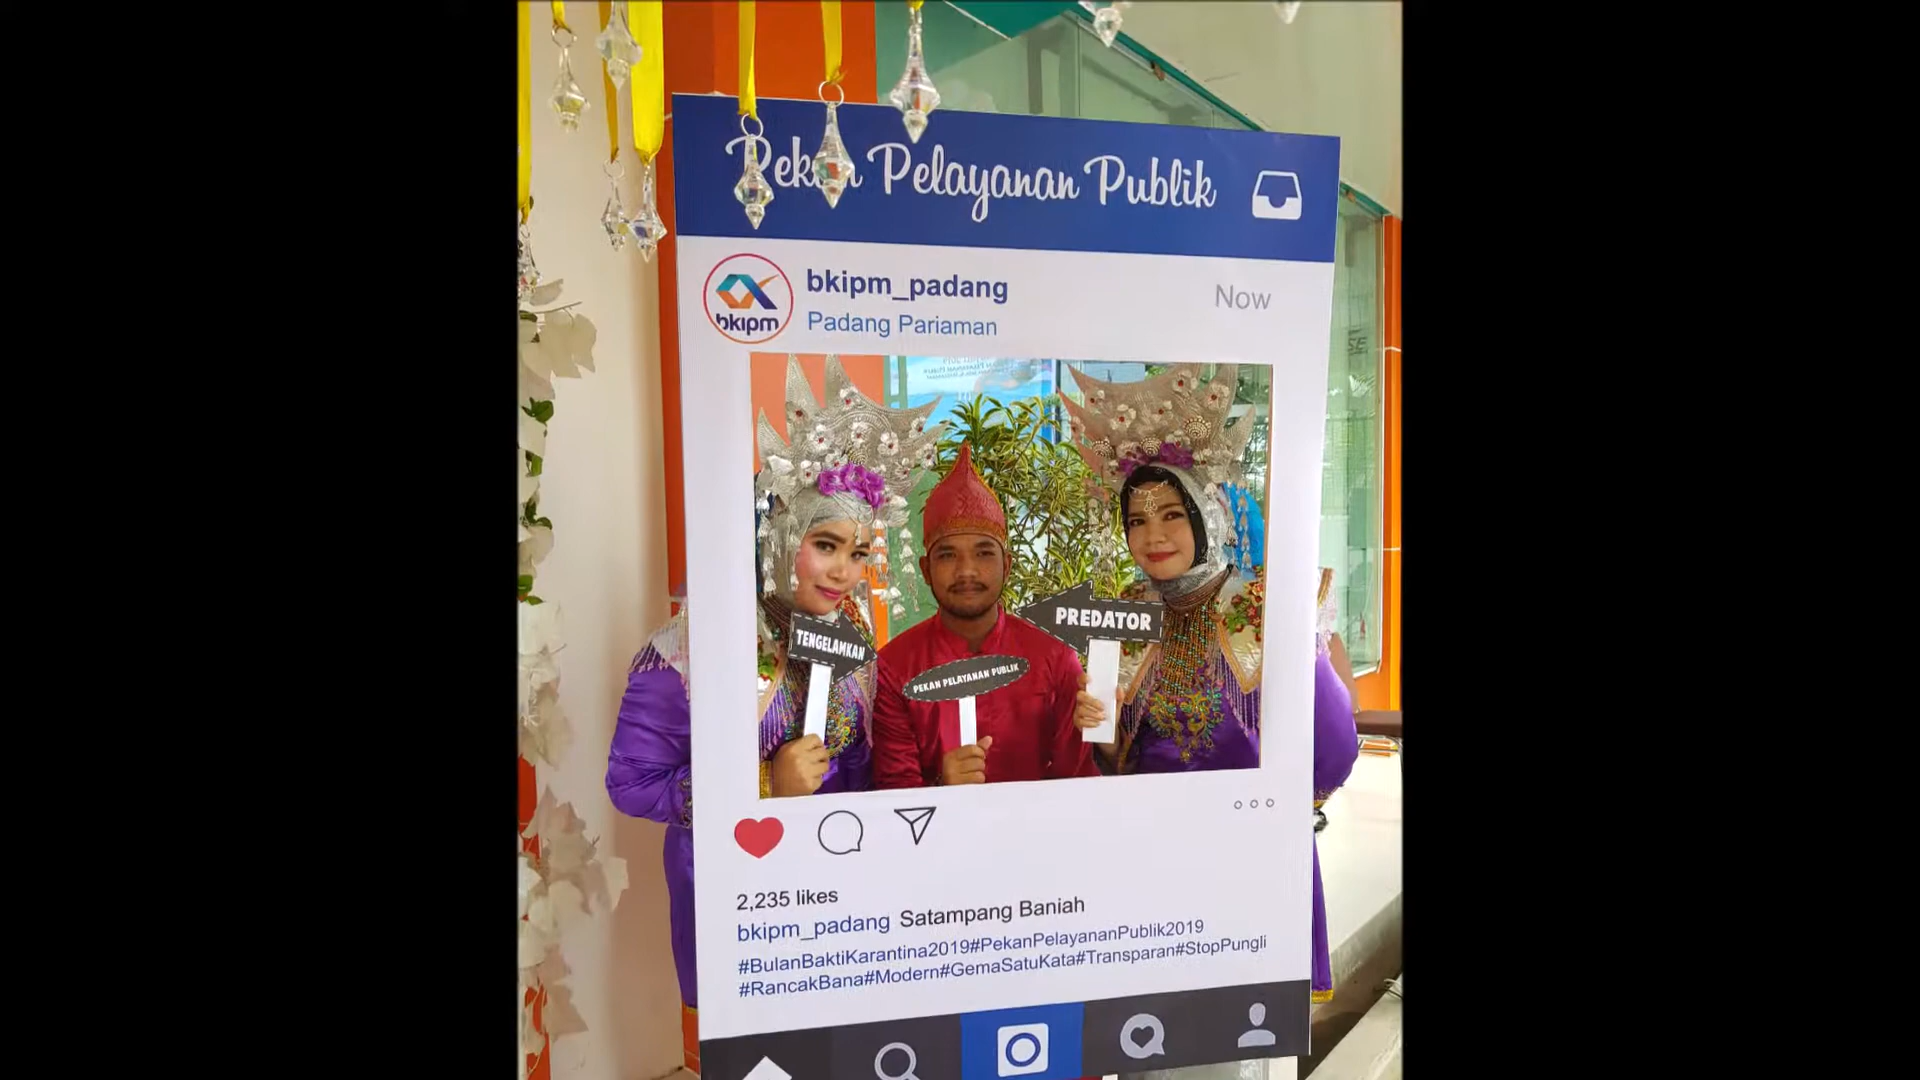 Pekan Pelayanan Publik
bkipm_padang
Now
bkipm
Padang Pariaman
TENGELAMKAN
PEKAN PELAYANAN PUBLIK
PREDATOR
2,235 likes
bkipm_padang Satampang Baniah
#BulanBaktiKarantina2019#PekanPelayananPublik2019
#RancakBana#Modern#GemaSatuKata#Transparan#StopPungli